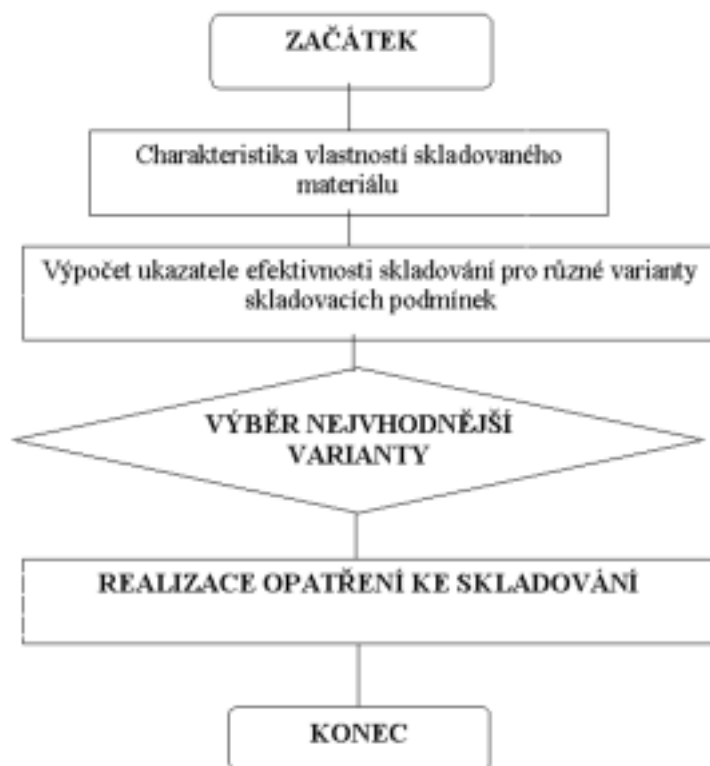 ZAČÁTEK
Charakteristika vlastností skladovaného
materiálu
Výpočet ukazatele efektivnosti skladování pro různé varianty
skladovacích podmínek
VÝBĚR NEJVHODNĚJŠÍ
VARIANTY
REALIZACE OPATŘENÍ KE SKLADOVÁNÍ
KONEC